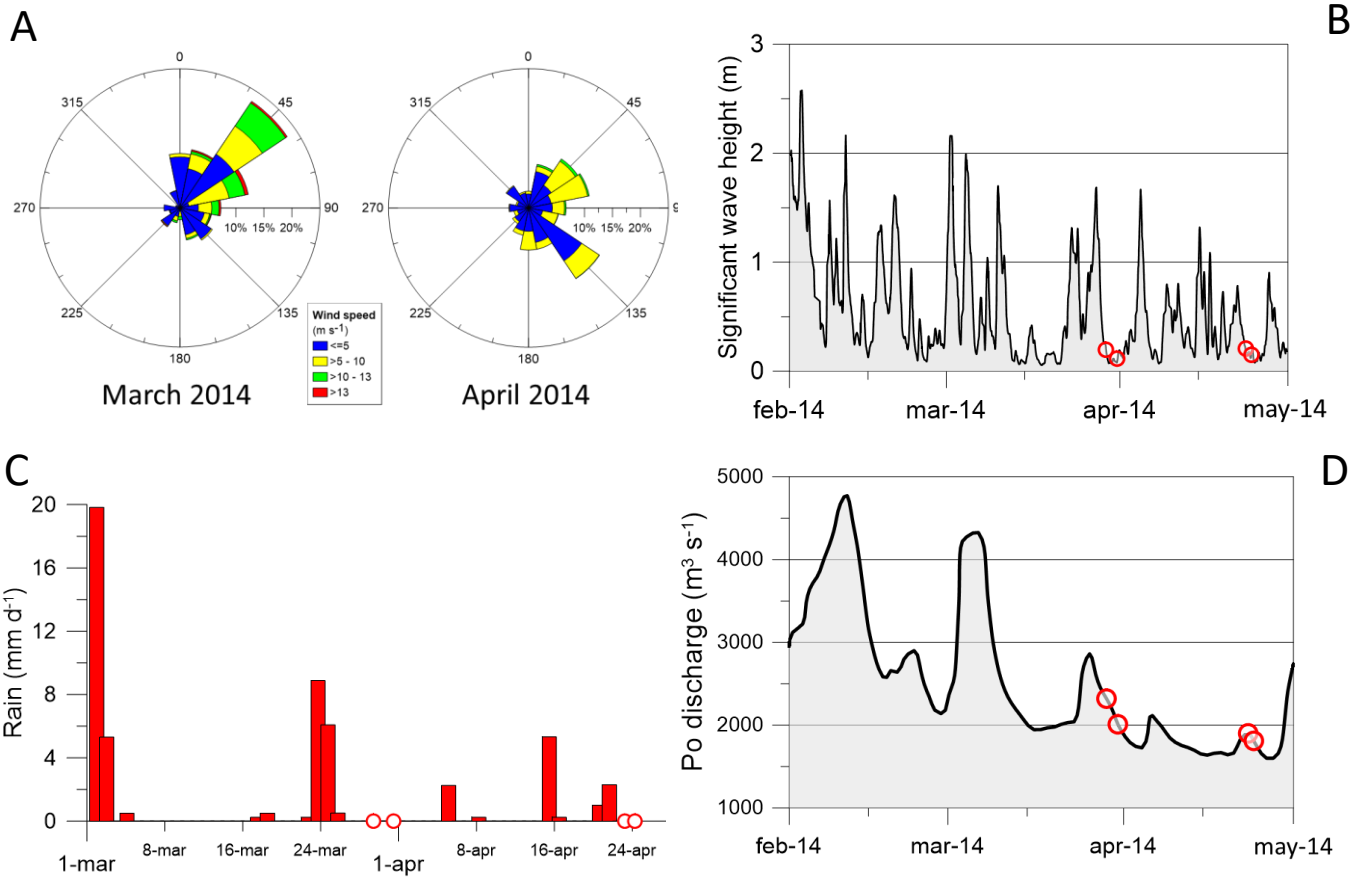 A
0
45
90
135
180
225
270
315
10% 15% 20%
March 2014
Wind speed
(m s-1)
<=5
>5 - 10
>10 - 13
>13
0
45
9
135
180
225
270
315
10% 15% 20%
April 2014
B
Significant wave height (m)
3
2
1
0
feb-14 mar-14 apr-14 may-14
C
Rain (mm d-1)
20
16
12
8
4
0
1-mar 8-mar 16-mar 24-mar 1-apr 8-apr 16-apr 24-apr
D
Po discharge (m³ s-1)
5000
4000
3000
2000
1000
feb-14 mar-14 apr-14 may-14